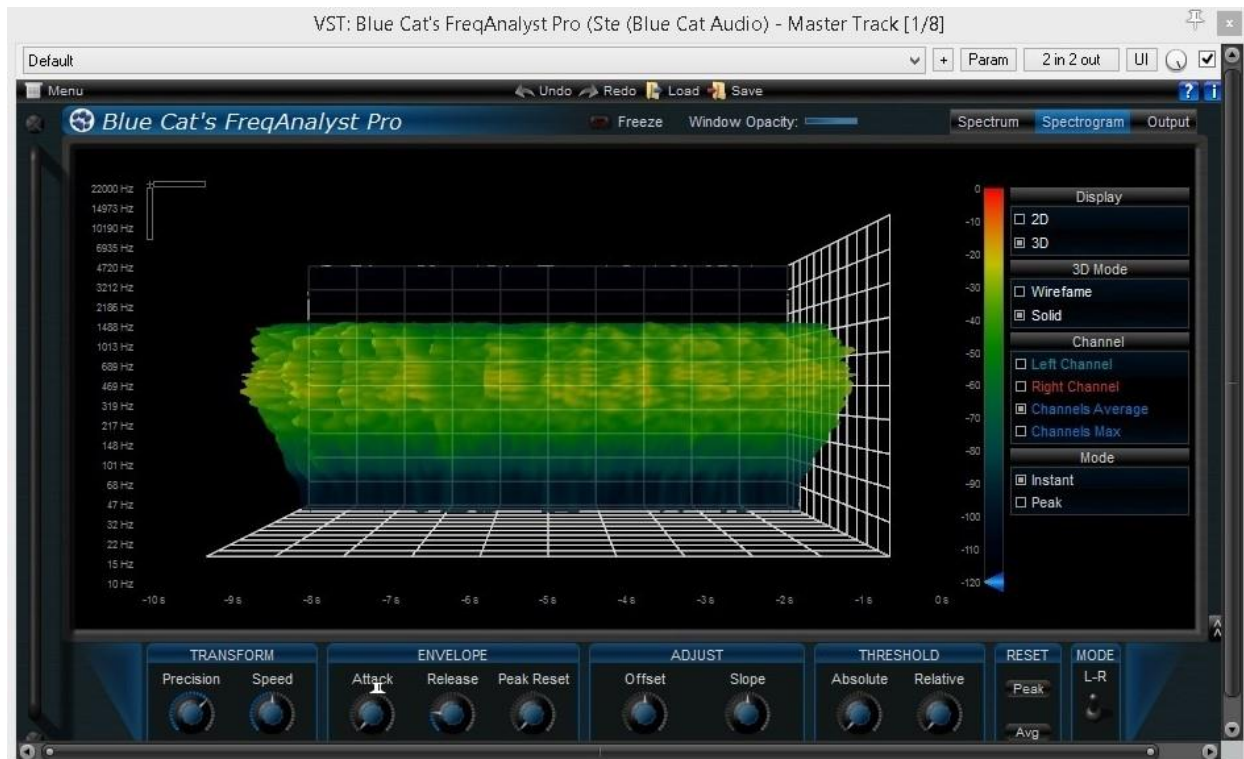 VST: Blue Cat's FreqAnalyst Pro (Ste (Blue Cat Audio) - Master Track [1/8]
x
Default + Param 2 in 2 out UI
Menu Undo Redo Load Save ? i
Blue Cat's FreqAnalyst Pro Freeze Window Opacity: Spectrum Spectrogram Output
22000 Hz
14973 Hz
10190 Hz
6935 Hz
4720 Hz
3212 Hz
2186 Hz
1488 Hz
1013 Hz
689 Hz
469 Hz
319 Hz
217 Hz
148 Hz
101 Hz
68 Hz
47 Hz
32 Hz
22 Hz
15 Hz
10 Hz
-10 s -9 s -8 s -7 s -6 s -5 s -4 s -3 s -2 s -1 s 0 s
0
-10
-20
-30
-40
-50
-60
-70
-80
-90
-100
-110
-120
Display
2D
3D
3D Mode
Wirefame
Solid
Channel
Left Channel
Right Channel
Channels Average
Channels Max
Mode
Instant
Peak
TRANSFORM ENVELOPE ADJUST THRESHOLD RESET MODE
Precision Speed Attack Release Peak Reset Offset Slope Absolute Relative Peak L-R
Avg